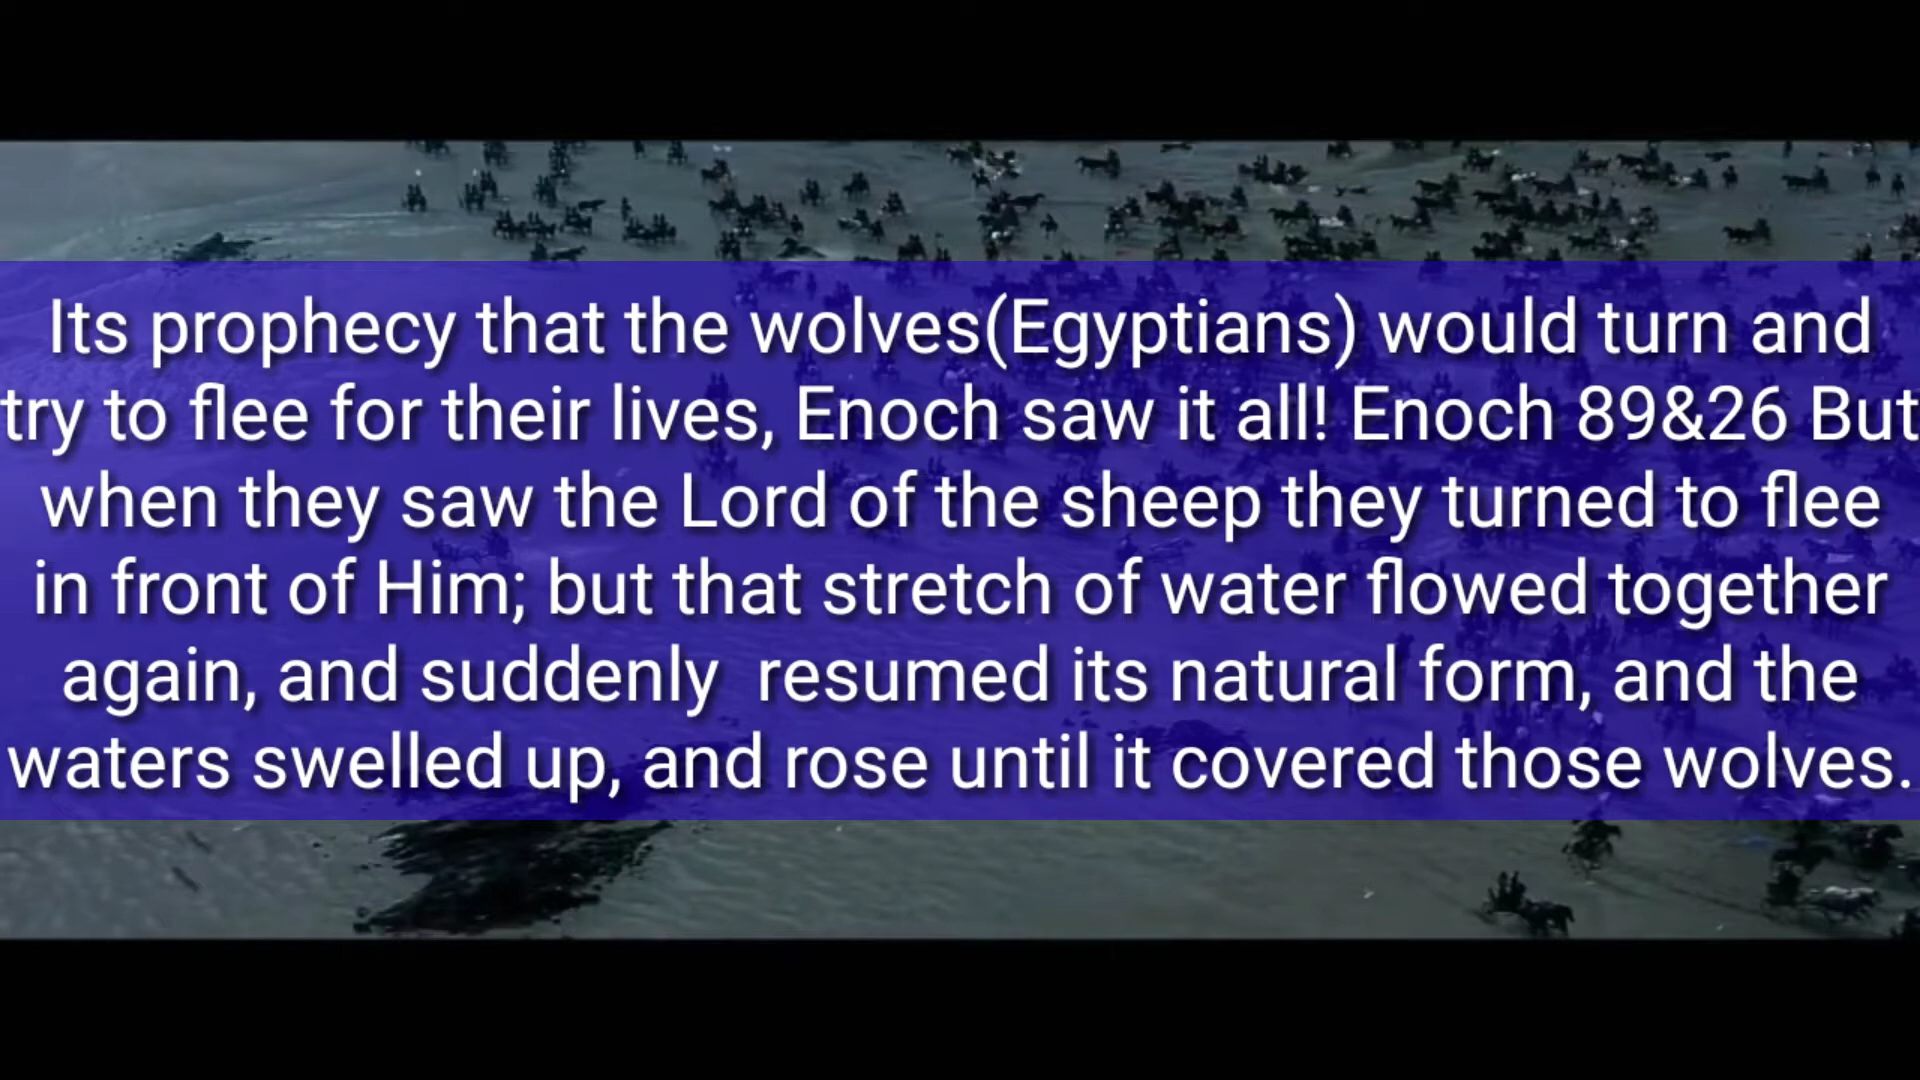 Its prophecy that the wolves(Egyptians) would turn and
try to flee for their lives, Enoch saw it all! Enoch 89&26 But
when they saw the Lord of the sheep they turned to flee
in front of Him; but that stretch of water flowed together
again, and suddenly  resumed its natural form, and the
waters swelled up, and rose until it covered those wolves.